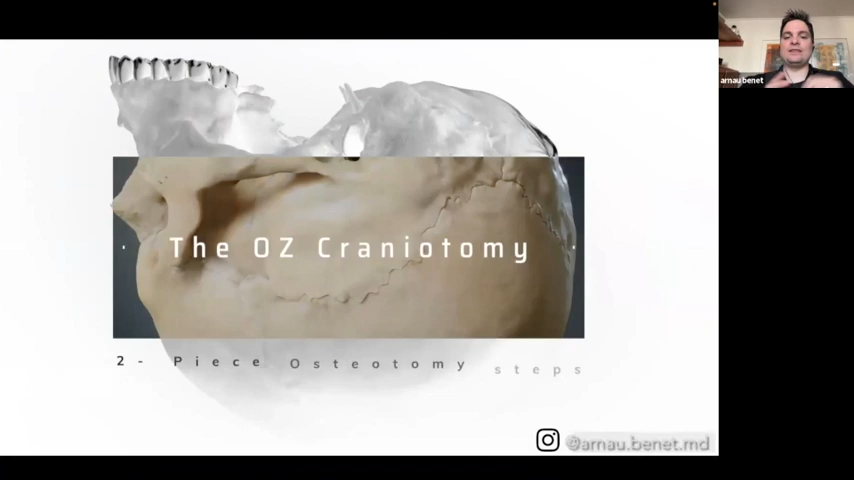 arnau benet
The OZ Craniotomy
2 - Piece Osteotomy steps
@arnau.benet.md